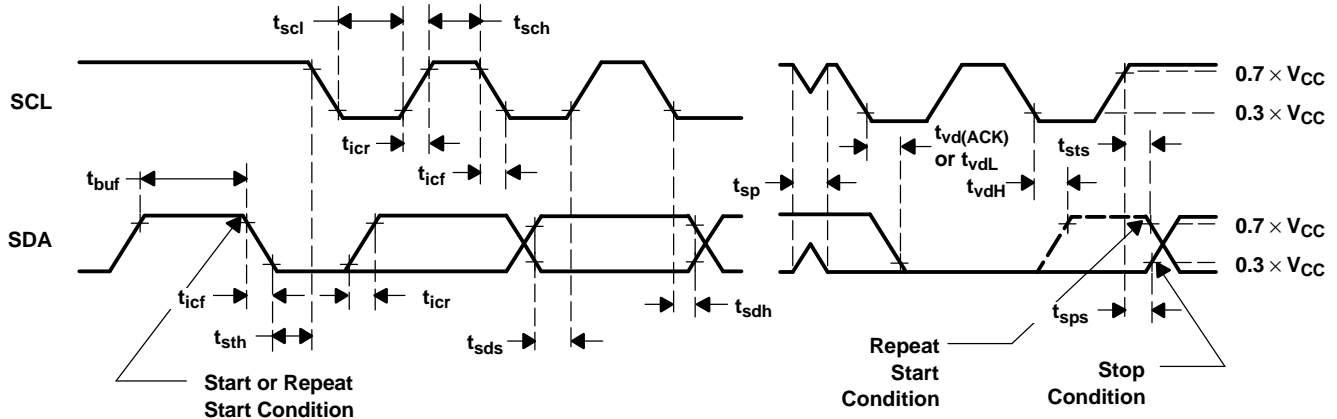 tscl
tsch
0.7 × VCC
SCL
0.3 × VCC
ticr
tvd(ACK)
or tvdL
tsts
tbuf
ticf
tsp
tvdH
SDA
0.7 × VCC
0.3 × VCC
ticf
ticr
tsdh
tsps
tsth
tsds
Repeat
Start
Condition
Stop
Condition
Start or Repeat
Start Condition